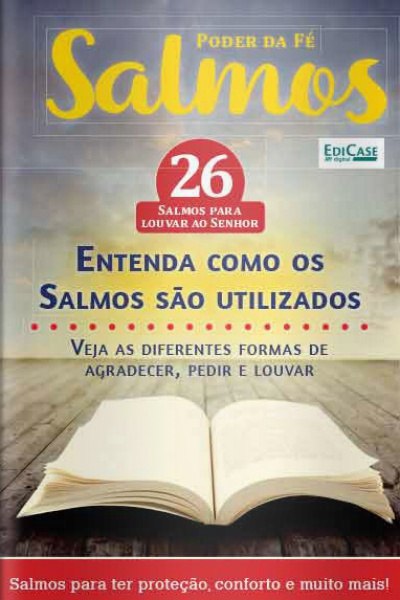 PODER DA FÉ
Salmos
EDICASE
digital
26
SALMOS PARA
LOUVAR AO SENHOR
ENTENDA COMO OS
SALMOS SÃO UTILIZADOS
VEJA AS DIFERENTES FORMAS DE
AGRADECER, PEDIR E LOUVAR
Salmos para ter proteção, conforto e muito mais!